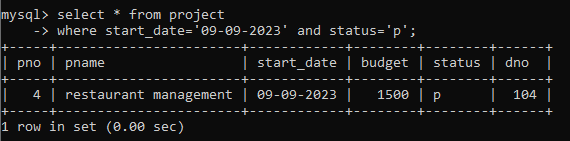 mysql> select * from project
    -> where start_date='09-09-2023' and status='p';
+-----+-----------------------+------------+--------+--------+------+
| pno | pname                 | start_date | budget | status | dno  |
+-----+-----------------------+------------+--------+--------+------+
|   4 | restaurant management | 09-09-2023 |   1500 | p      |  104 |
+-----+-----------------------+------------+--------+--------+------+
1 row in set (0.00 sec)